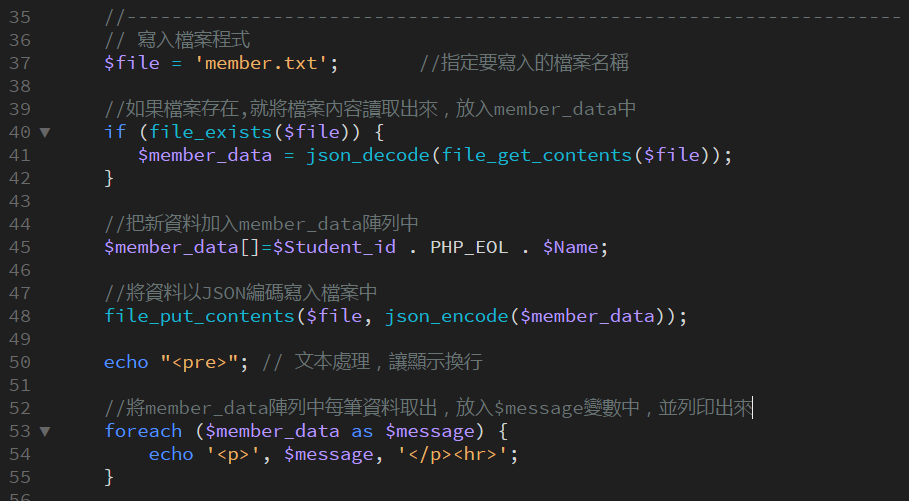 35 //---------------------------------------------------------------------
36 // 寫入檔案程式
37 $file = 'member.txt'; //指定要寫入的檔案名稱
38
39 //如果檔案存在,就將檔案內容讀取出來，放入member_data中
40 ▼ if (file_exists($file)) {
41 $member_data = json_decode(file_get_contents($file));
42 }
43
44 //把新資料加入member_data陣列中
45 $member_data[]=$Student_id . PHP_EOL . $Name;
46
47 //將資料以JSON編碼寫入檔案中
48 file_put_contents($file, json_encode($member_data));
49
50 echo "<pre>"; // 文本處理，讓顯示換行
51
52 //將member_data陣列中每筆資料取出，放入$message變數中，並列印出來
53 ▼ foreach ($member_data as $message) {
54 echo '<p>', $message, '</p><hr>';
55 }
56